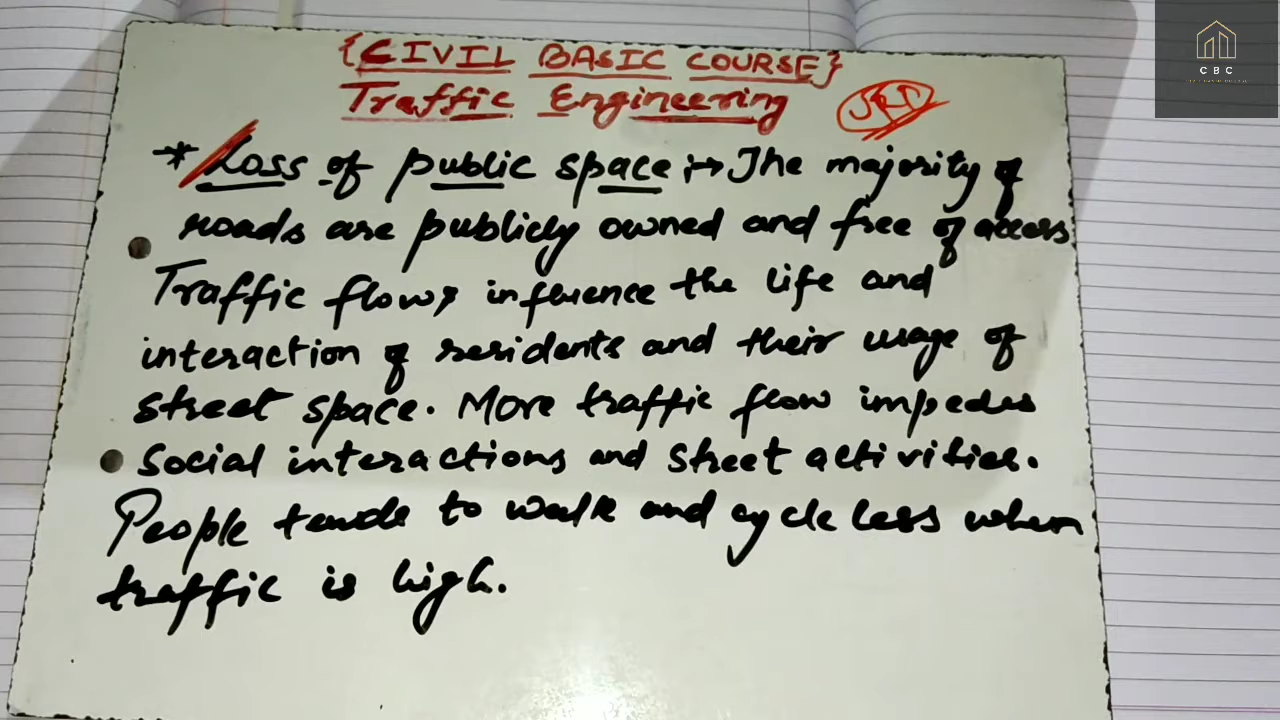 {CIVIL BASIC COURSE}
Traffic Engineering
* Loss of public space :→ The majority of
roads are publicly owned and free of access
Traffic flows influence the life and
interaction of residents and their usage of
street space. More traffic flow impedes
social interactions and street activities.
People tends to walk and cycle less when
traffic is high.
CBC